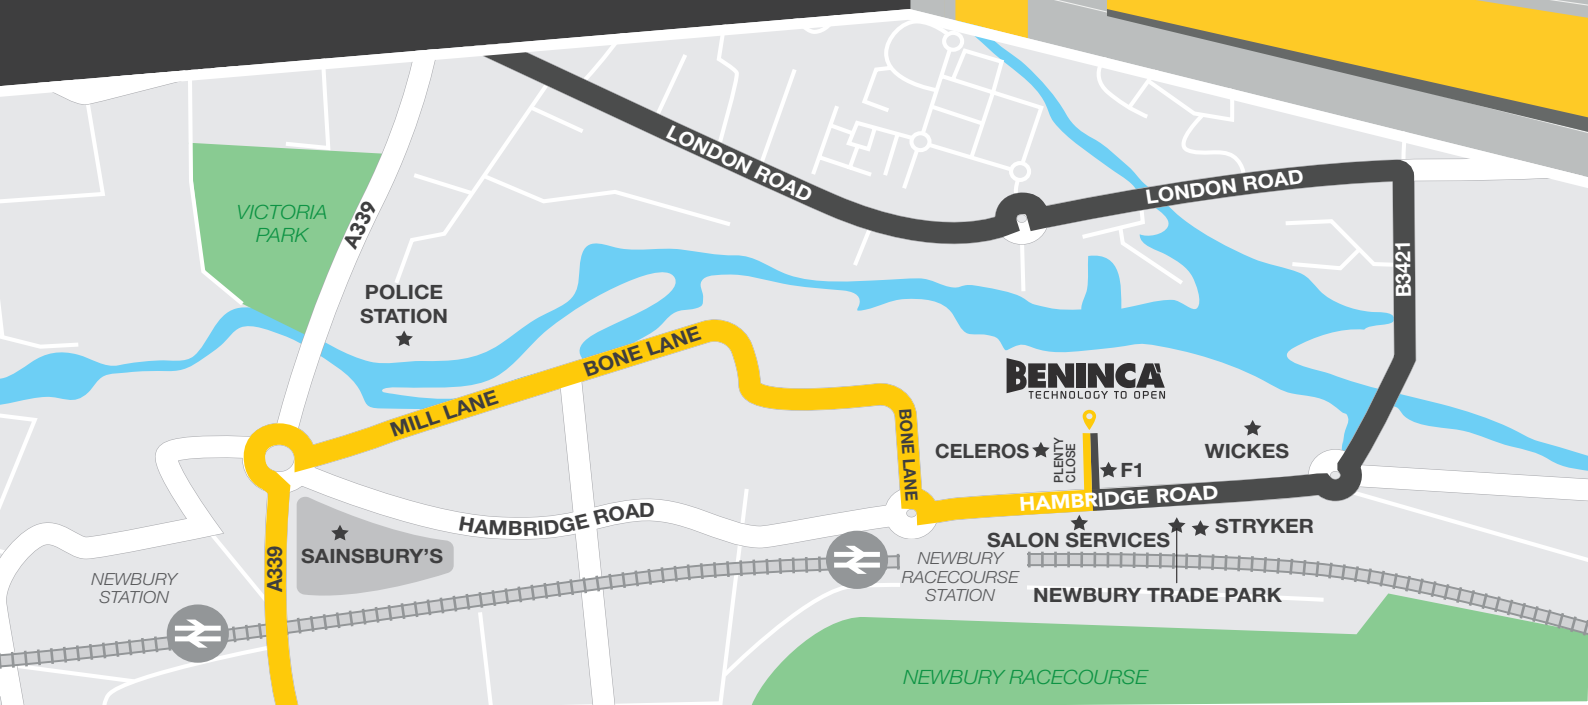 LONDON ROAD
LONDON ROAD
VICTORIA
PARK
A339
B3421
POLICE
STATION
BONE LANE
MILL LANE
BENINCA'
TECHNOLOGY TO OPEN
BONE LANE
CELEROS
PLENTY
CLOSE
F1
WICKES
HAMBRIDGE ROAD
HAMBRIDGE ROAD
SALON SERVICES
STRYKER
SAINSBURY'S
A339
NEWBURY
STATION
NEWBURY
RACECOURSE
STATION
NEWBURY TRADE PARK
NEWBURY RACECOURSE